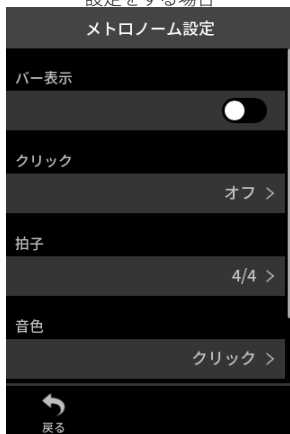 設定をする場合
メトロノーム設定
バー表示
クリック
オフ >
拍子
4/4 >
音色
クリック >
戻る